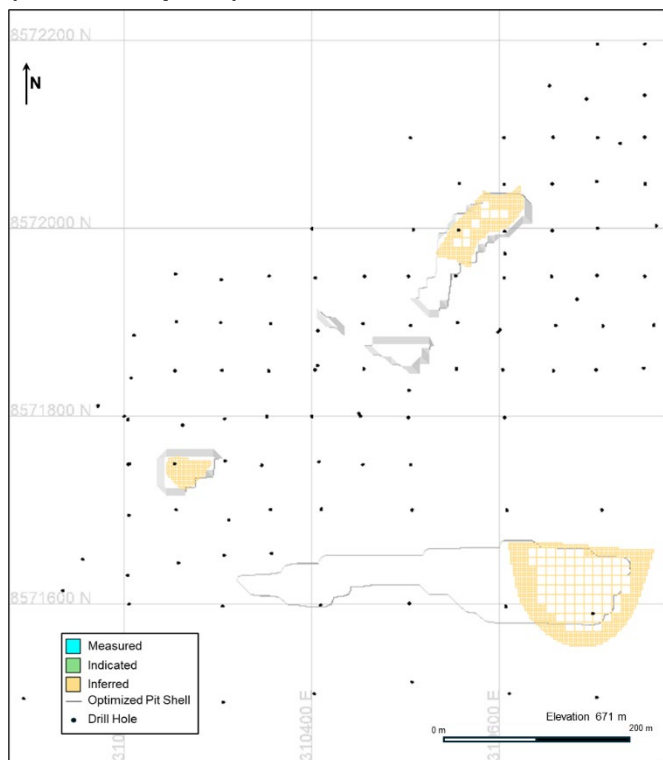 8572200 N
N
8572000 N
8571800 N
8571600 N
Measured
Indicated
Inferred
Optimized Pit Shell
Drill Hole
310400 E
310600 E
Elevation 671 m
0 m
200 m